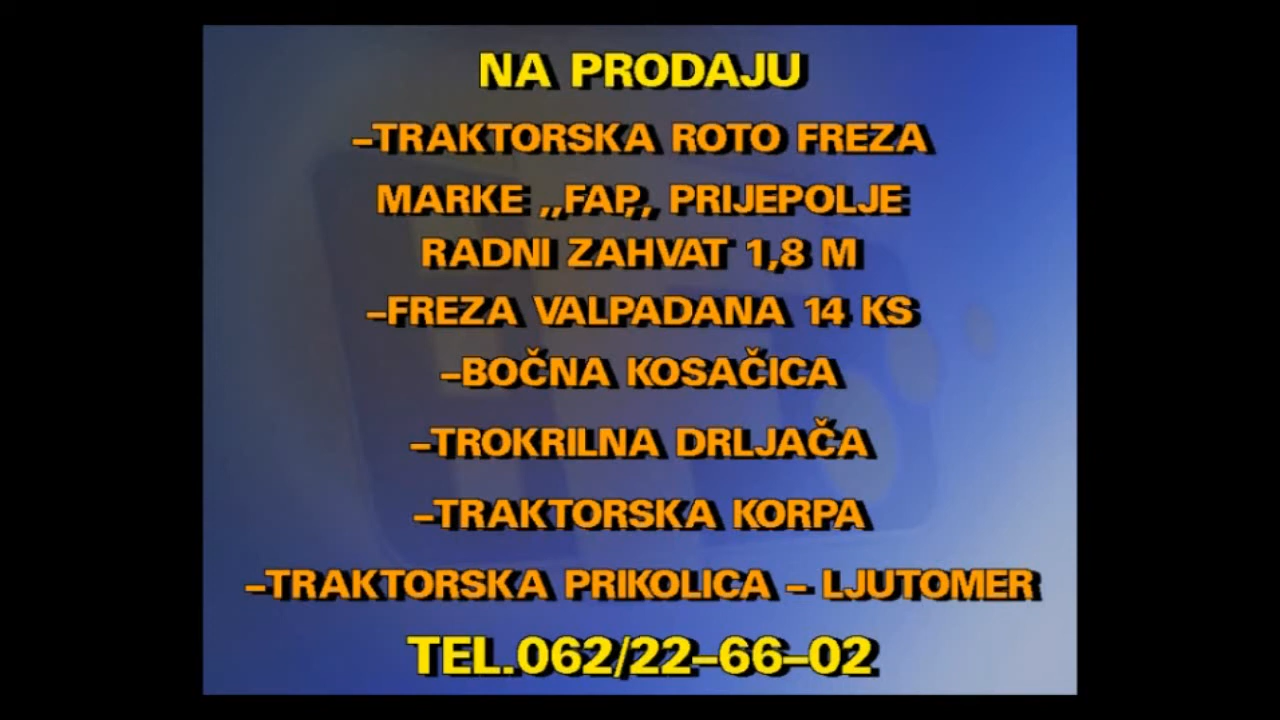 NA PRODAJU
–TRAKTORSKA ROTO FREZA
MARKE ,,FAP,, PRIJEPOLJE
RADNI ZAHVAT 1,8 M
–FREZA VALPADANA 14 KS
–BOČNA KOSAČICA
–TROKRILNA DRLJAČA
–TRAKTORSKA KORPA
–TRAKTORSKA PRIKOLICA – LJUTOMER
TEL.062/22–66–02